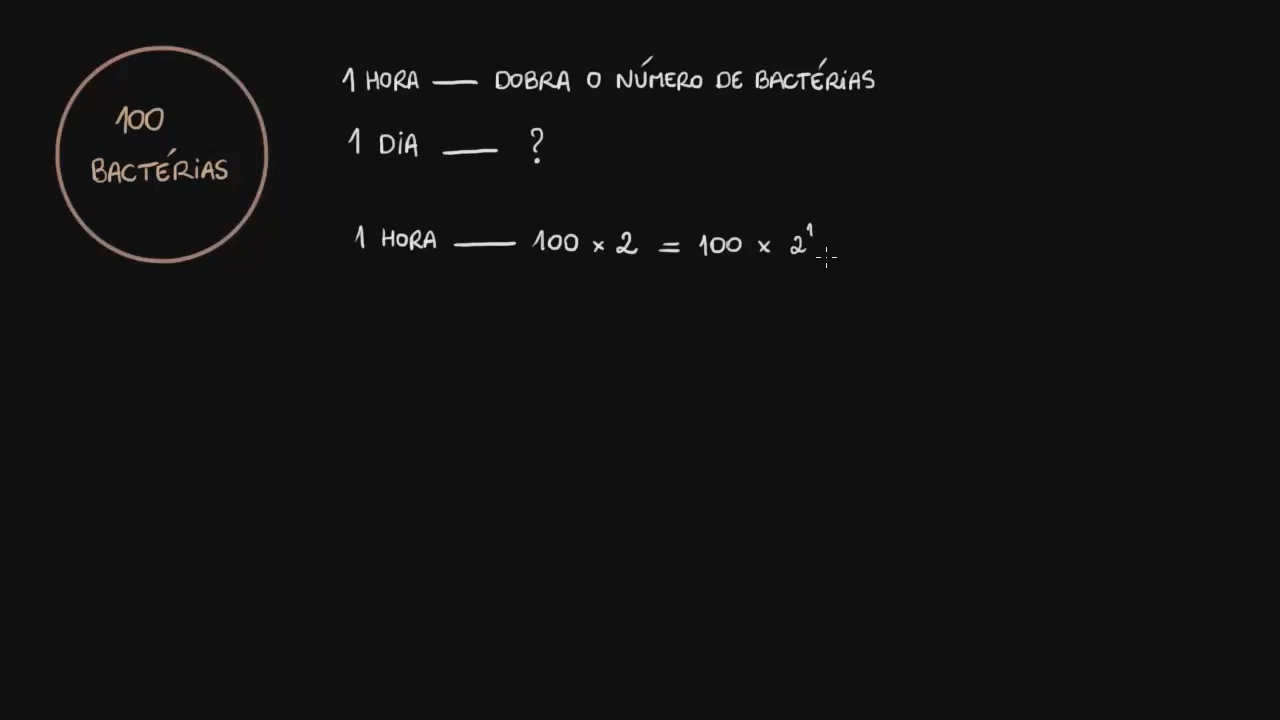 100
BACTÉRIAS
1 HORA — DOBRA O NÚMERO DE BACTÉRIAS
1 DIA — ?
1 HORA — 100 × 2 = 100 × 2¹